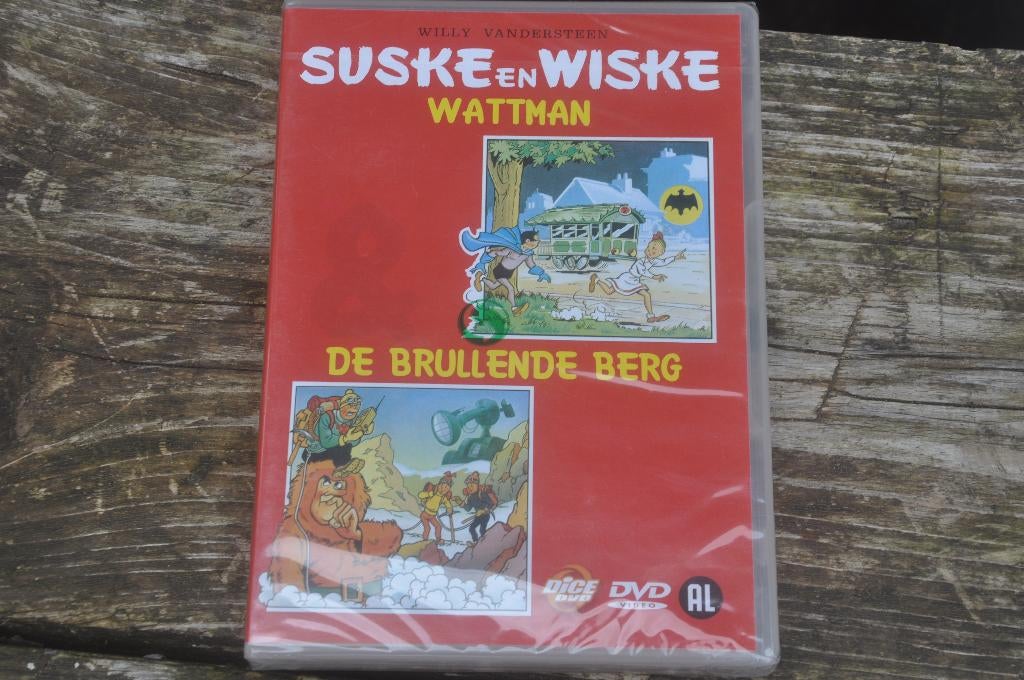 WILLY VANDERSTEEN
SUSKE EN WISKE
WATTMAN
DE BRULLENDE BERG
DiCE
DVD
DVD
VIDEO
AL